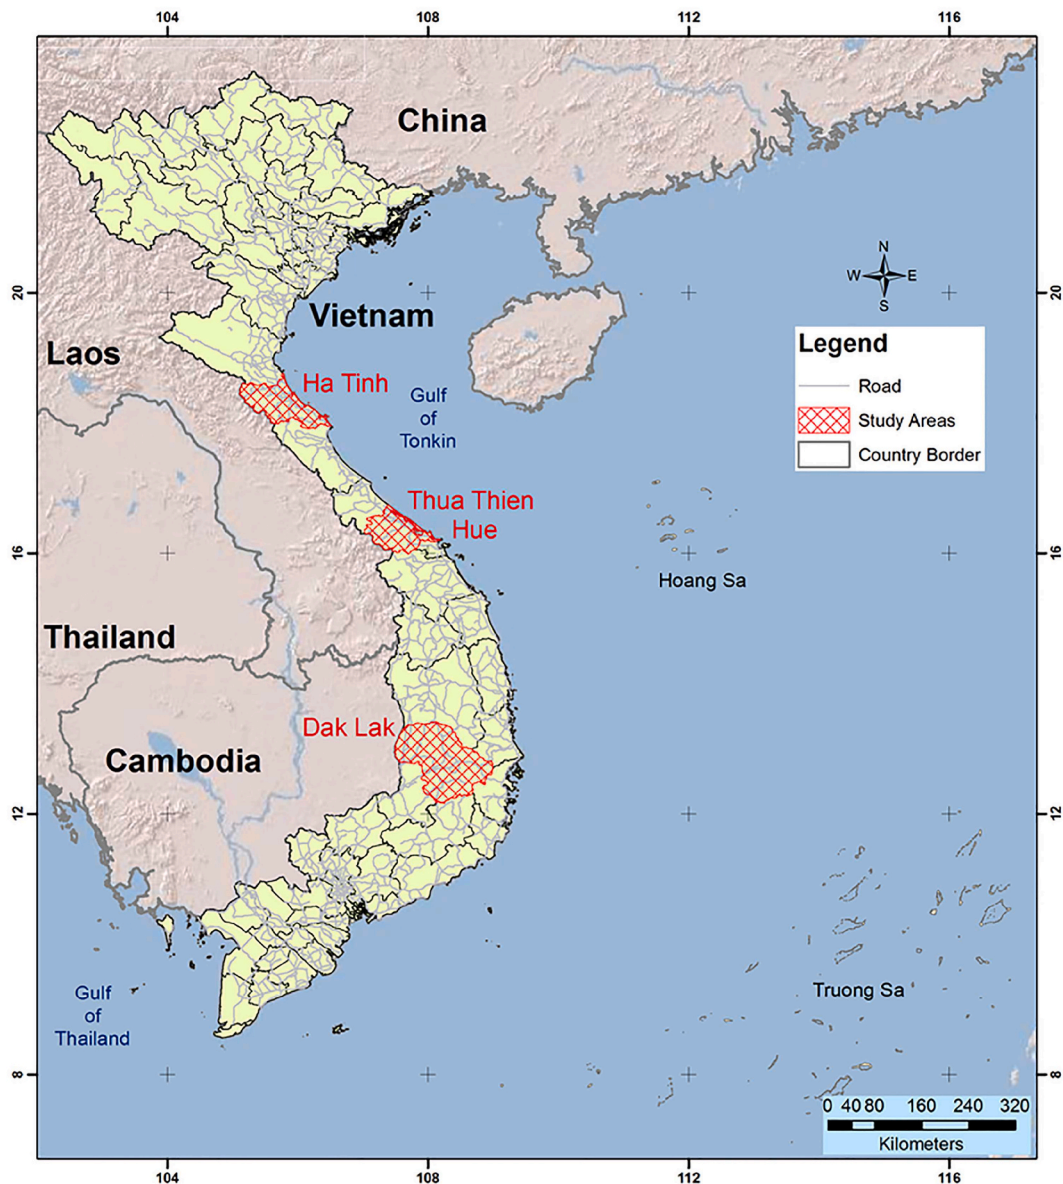 104
108
112
116
China
N
W
E
S
20
20
Vietnam
Laos
Legend
Road
Study Areas
Country Border
Ha Tinh
Gulf
of
Tonkin
Thua Thien
Hue
16
16
Hoang Sa
Thailand
Dak Lak
Cambodia
12
12
Gulf
of
Thailand
Truong Sa
8
8
0 40 80 160 240 320
Kilometers
104
108
112
116